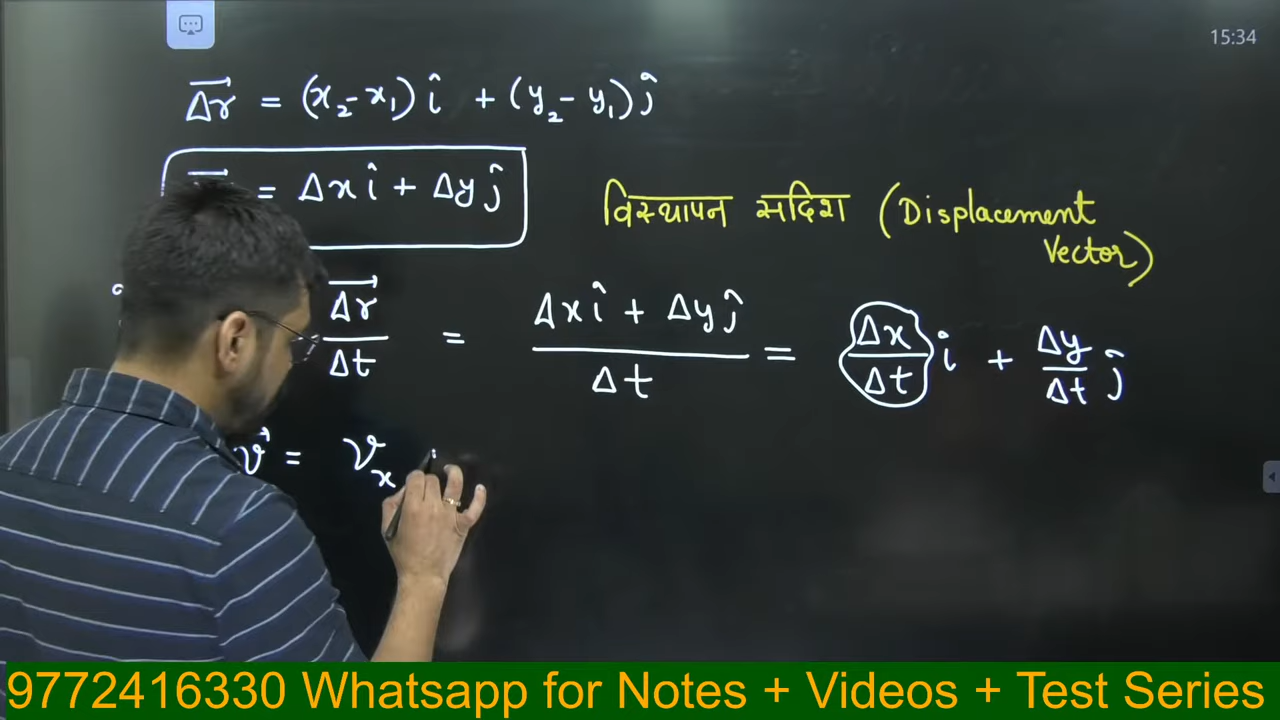 15:34
Δr⃗ = (x₂ - x₁) î + (y₂ - y₁) ĵ
= Δx î + Δy ĵ
विस्थापन सदिश (Displacement
Vector)
Δr⃗/Δt = (Δx î + Δy ĵ)/Δt = Δx/Δt i + Δy/Δt ĵ
v⃗ = vₓ
9772416330 Whatsapp for Notes + Videos + Test Series